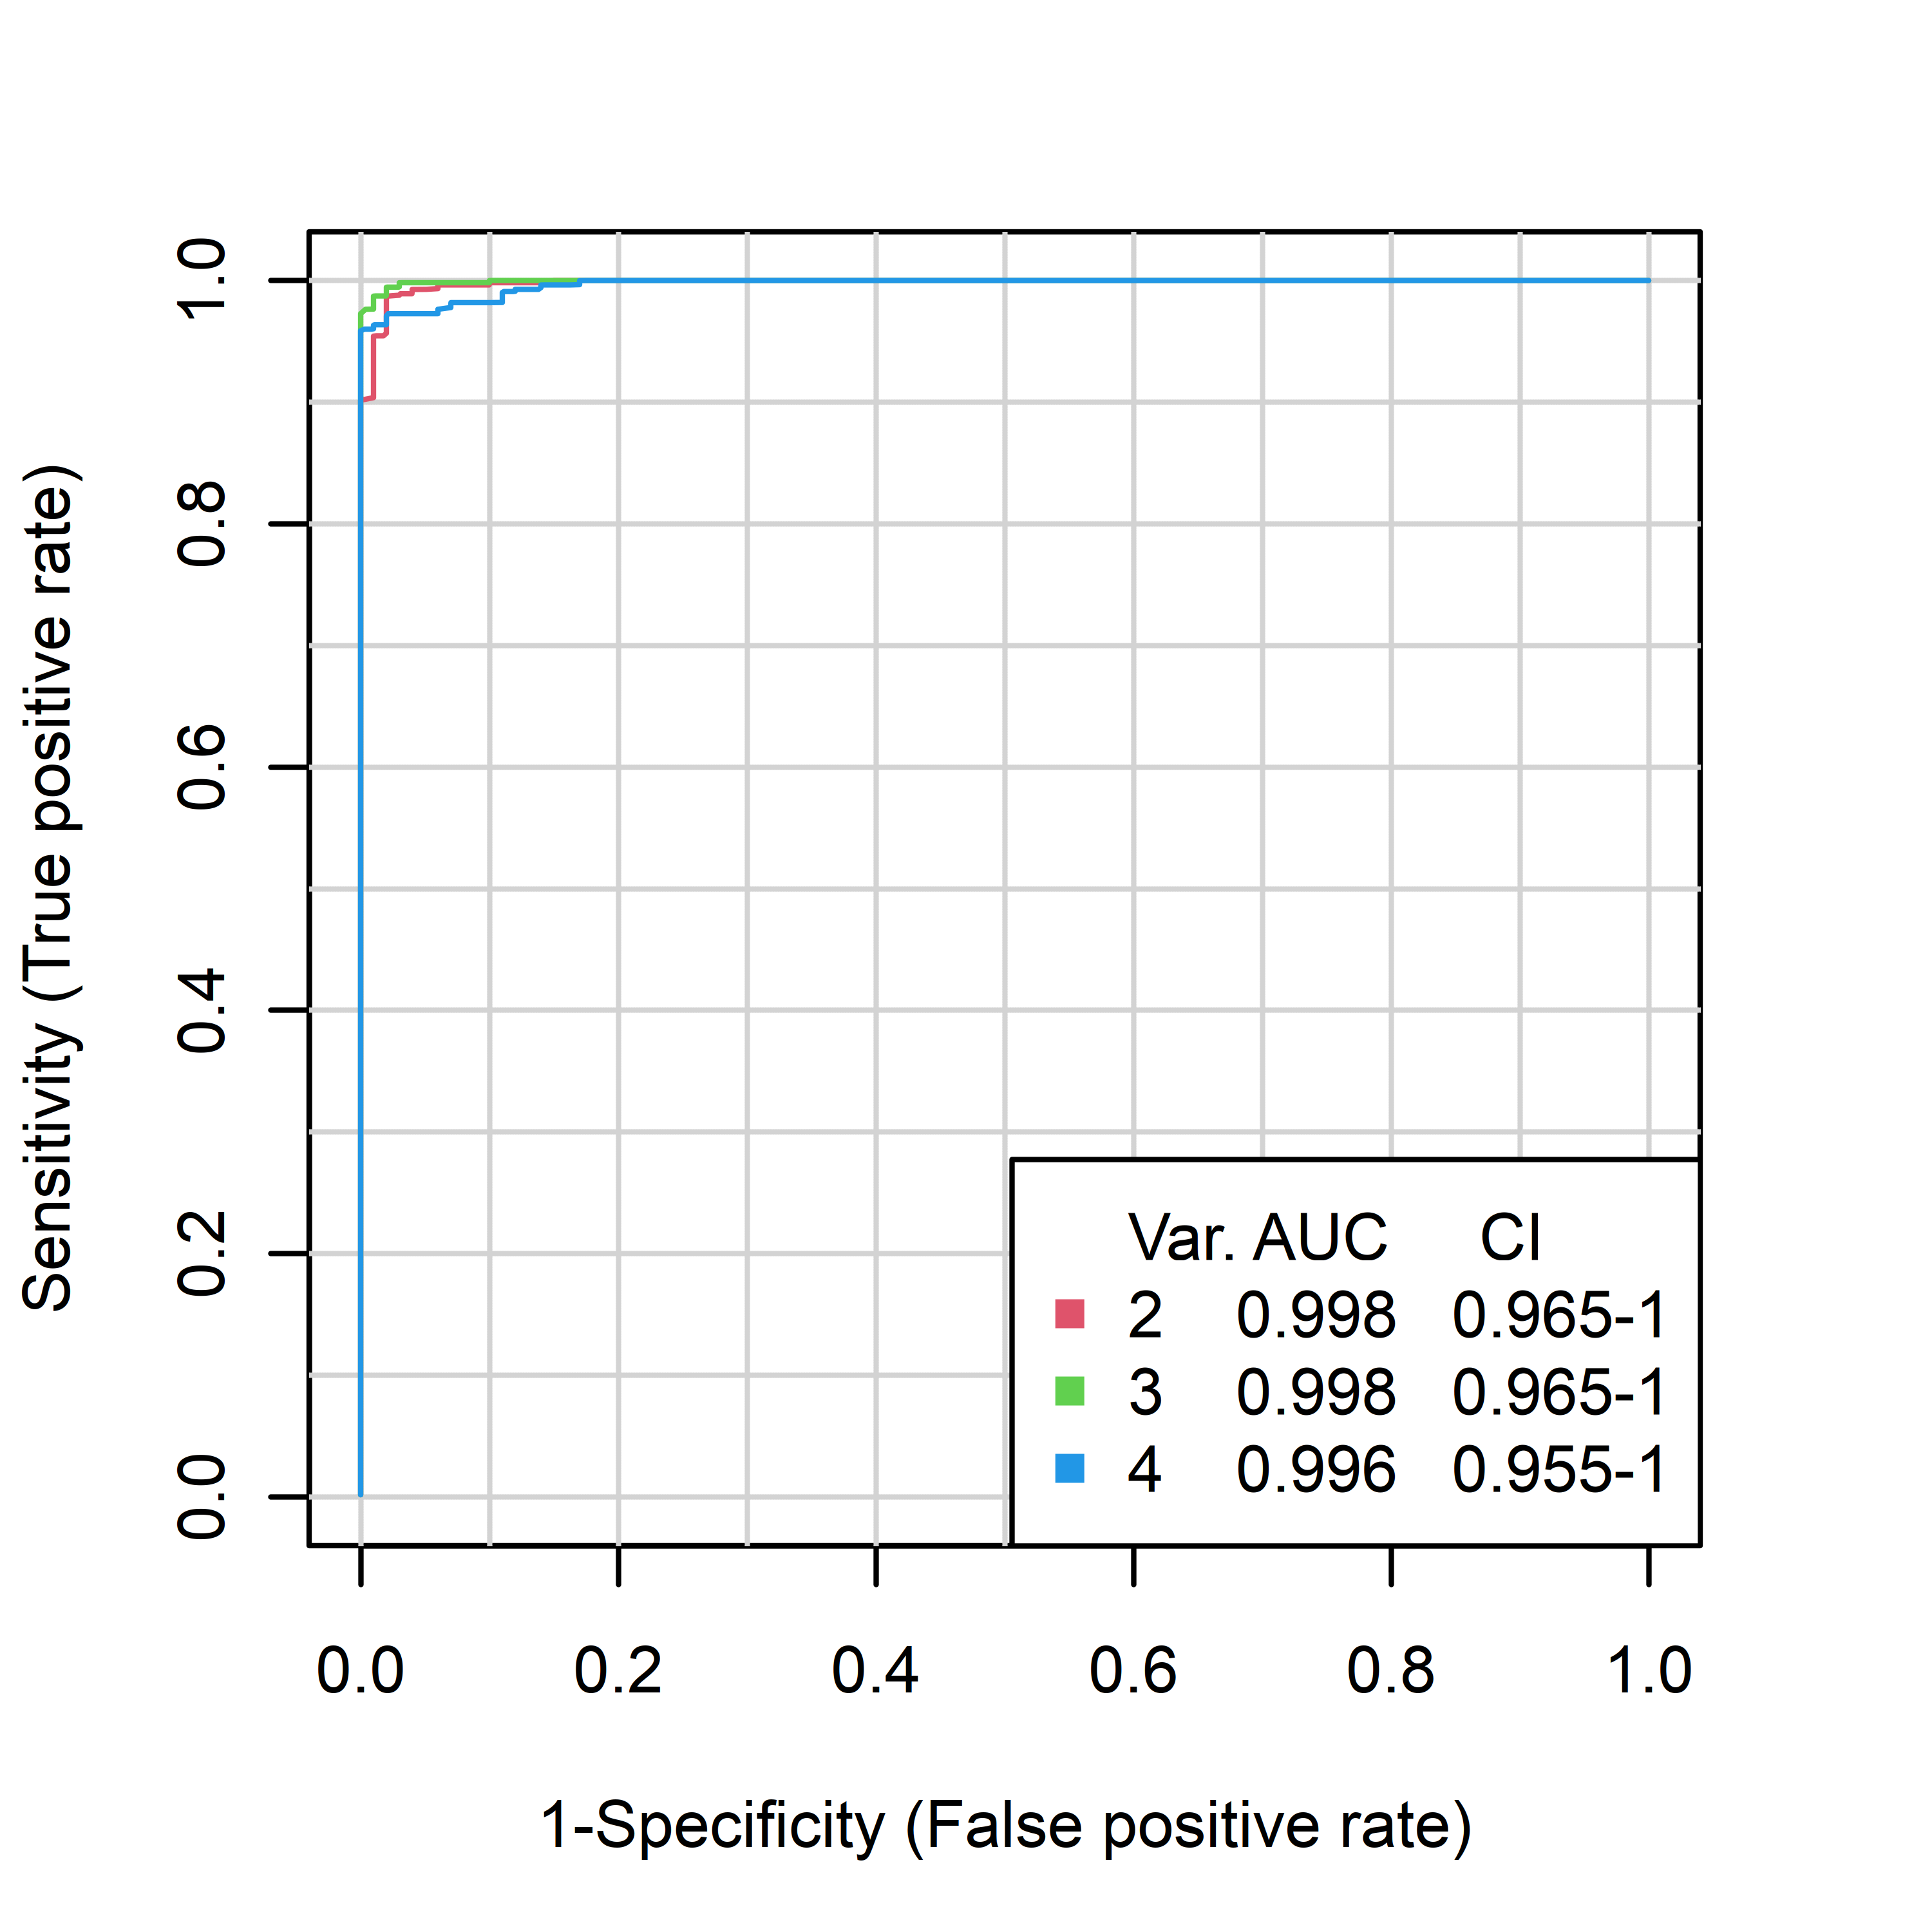 Sensitivity (True positive rate)
1.0
0.8
0.6
0.4
0.2
0.0
Var. AUC CI
2 0.998 0.965-1
3 0.998 0.965-1
4 0.996 0.955-1
0.0 0.2 0.4 0.6 0.8 1.0
1-Specificity (False positive rate)